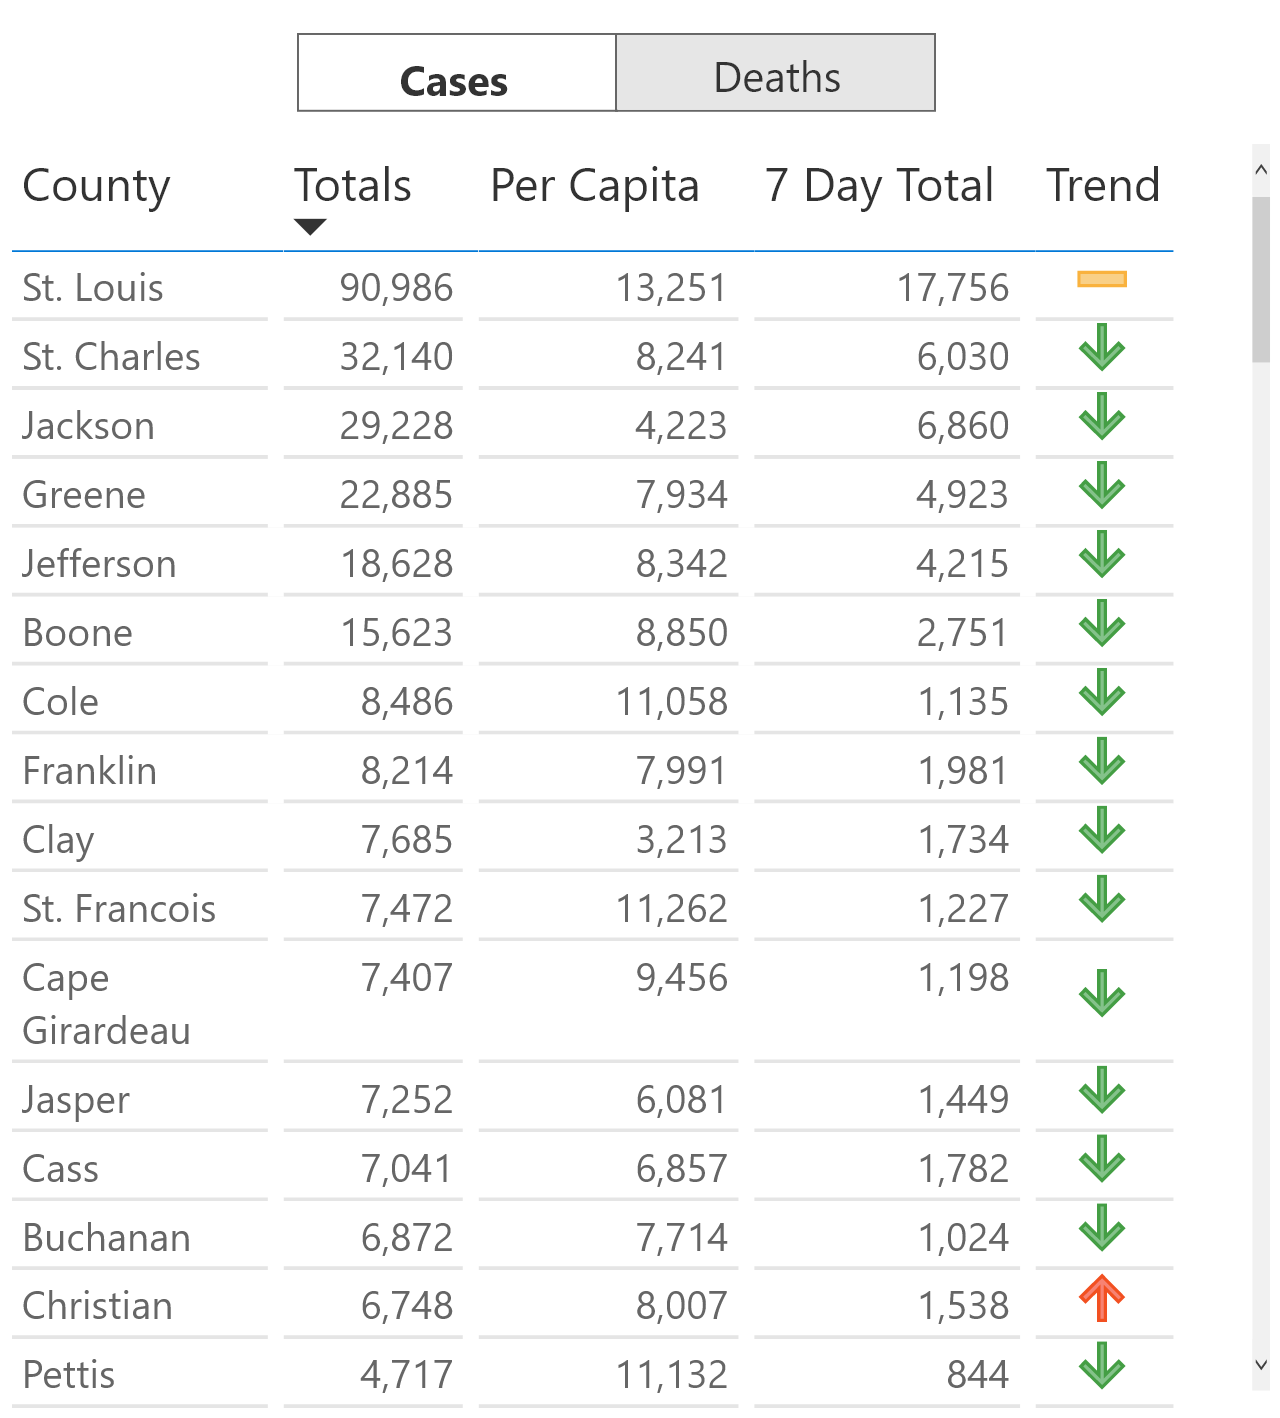 Cases Deaths
County Totals Per Capita 7 Day Total Trend
St. Louis 90,986 13,251 17,756
St. Charles 32,140 8,241 6,030
Jackson 29,228 4,223 6,860
Greene 22,885 7,934 4,923
Jefferson 18,628 8,342 4,215
Boone 15,623 8,850 2,751
Cole 8,486 11,058 1,135
Franklin 8,214 7,991 1,981
Clay 7,685 3,213 1,734
St. Francois 7,472 11,262 1,227
Cape 7,407 9,456 1,198
Girardeau
Jasper 7,252 6,081 1,449
Cass 7,041 6,857 1,782
Buchanan 6,872 7,714 1,024
Christian 6,748 8,007 1,538
Pettis 4,717 11,132 844